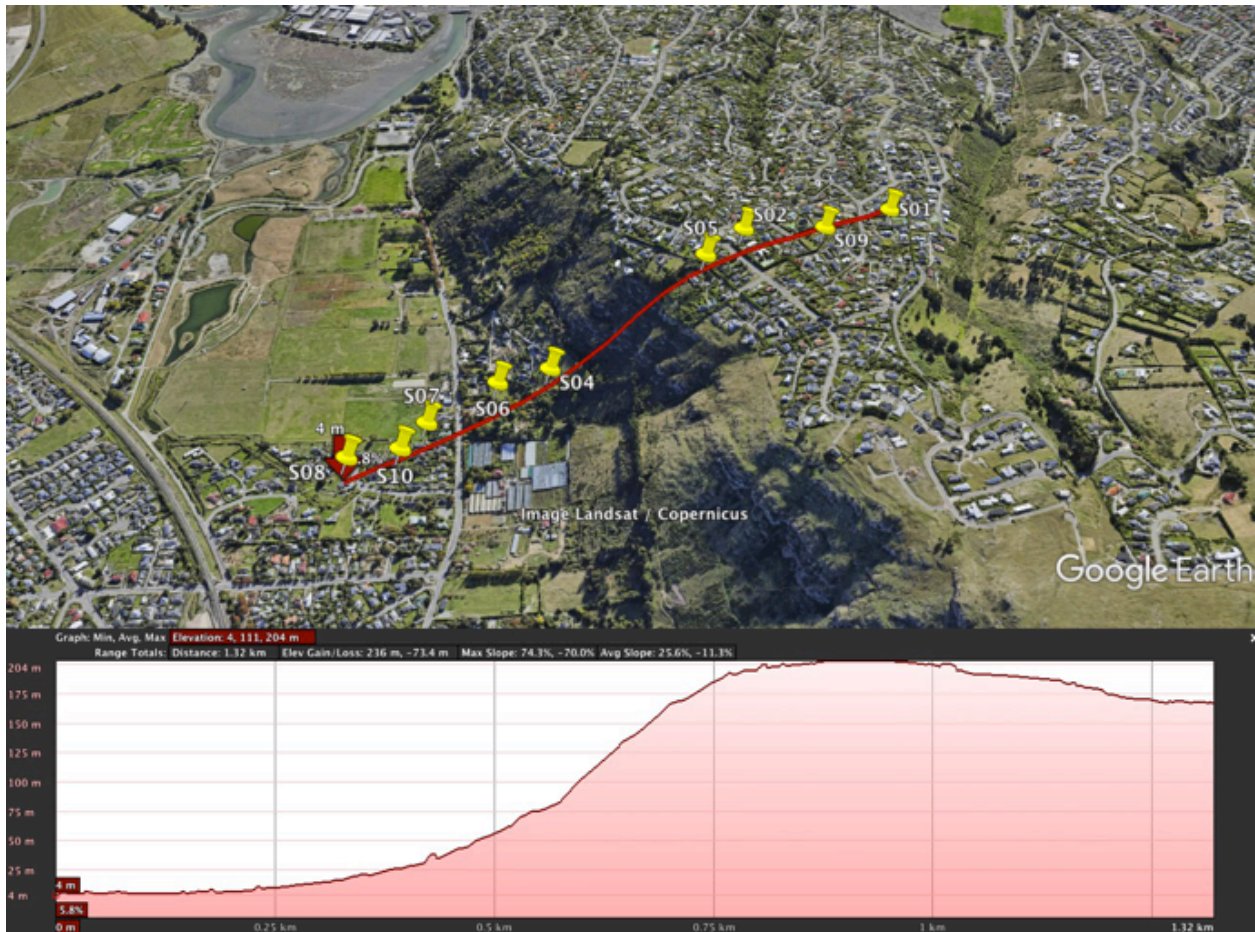 S02
S01
S05
S09
S04
S07
S06
4 m
S08
8%
S10
Image Landsat / Copernicus
Google Earth
Graph: Min, Avg, Max Elevation: 4, 111, 204 m
Range Totals: Distance: 1.32 km Elev Gain/Loss: 236 m, -73.4 m Max Slope: 74.3%, -70.0% Avg Slope: 25.6%, -11.3%
204 m
175 m
150 m
125 m
100 m
75 m
50 m
25 m
4 m
4 m
5.8%
0 m 0.25 km 0.5 km 0.75 km 1 km 1.32 km